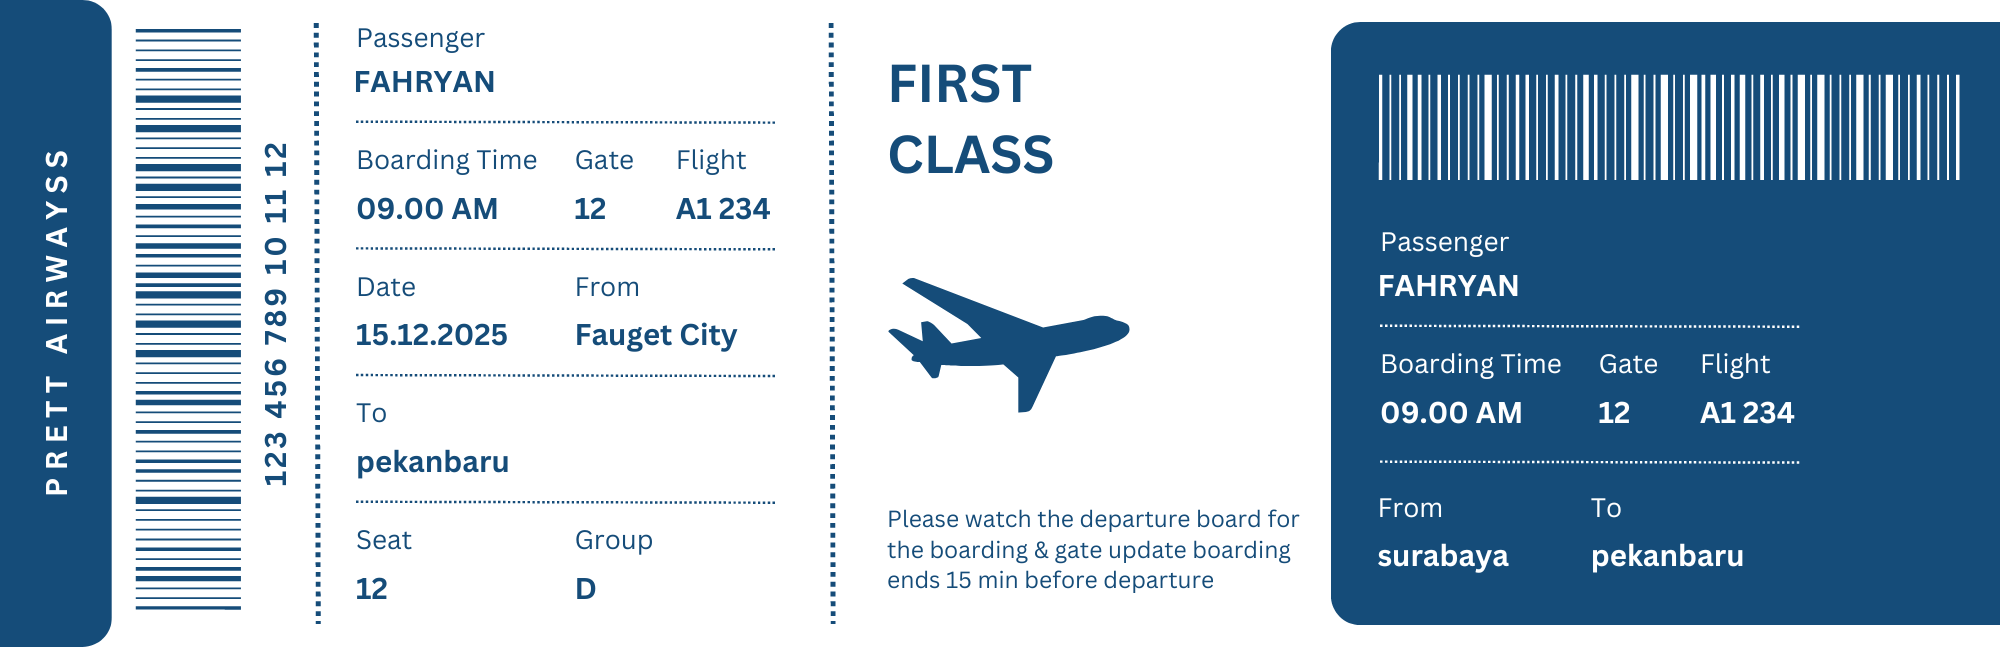 PRETT AIRWAYSS
123 456 789 10 11 12
Passenger
FAHRYAN
Boarding Time Gate Flight
09.00 AM 12 A1 234
Date From
15.12.2025 Fauget City
To
pekanbaru
Seat Group
12 D
FIRST
CLASS
Please watch the departure board for
the boarding & gate update boarding
ends 15 min before departure
Passenger
FAHRYAN
Boarding Time Gate Flight
09.00 AM 12 A1 234
From To
surabaya pekanbaru